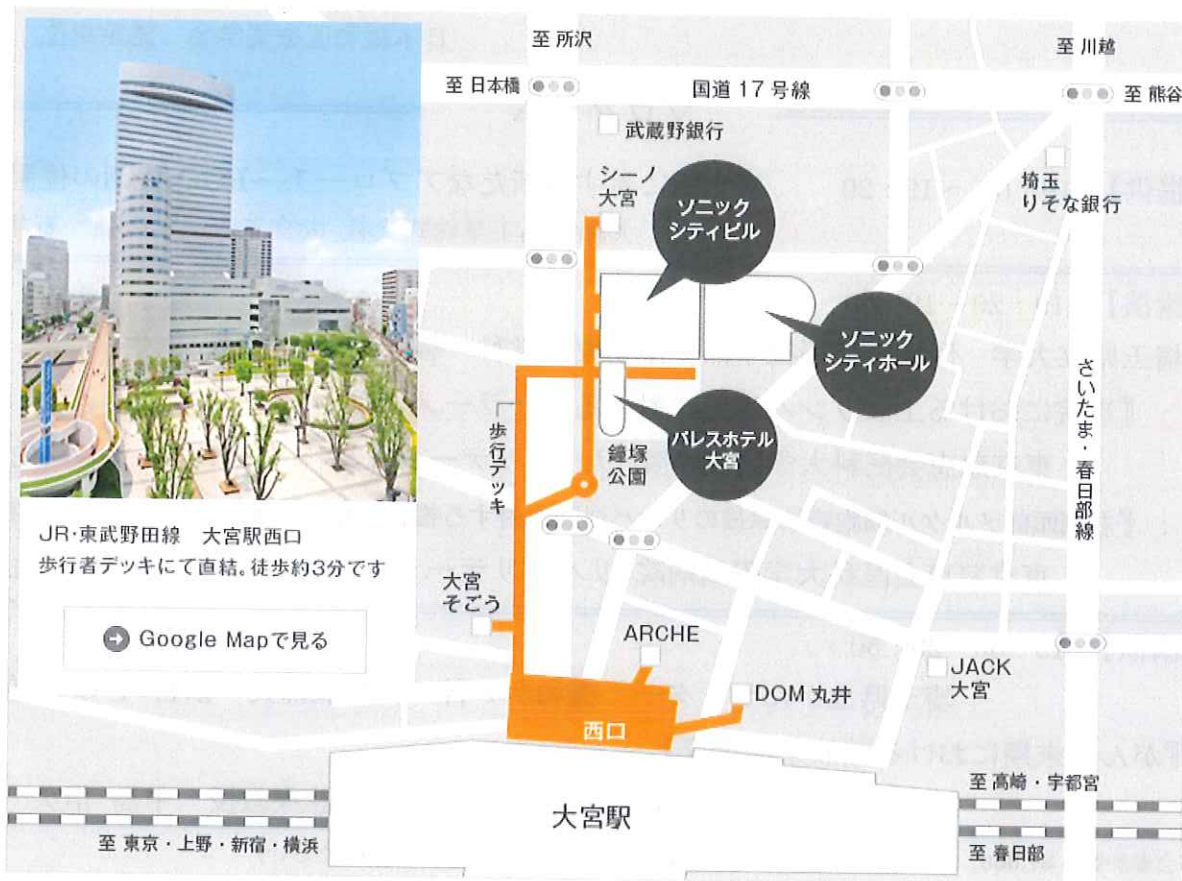 至 所沢
至 川越
至 日本橋
国道 17 号線
至 熊谷
武蔵野銀行
シーノ
大宮
ソニック
シティビル
埼玉
りそな銀行
ソニック
シティホール
さいたま・春日部線
歩行デッキ
鐘塚
公園
パレスホテル
大宮
JR・東武野田線　大宮駅西口
歩行者デッキにて直結。徒歩約3分です
Google Mapで見る
大宮
そごう
ARCHE
JACK
大宮
DOM 丸井
西口
大宮駅
至 高崎・宇都宮
至 東京・上野・新宿・横浜
至 春日部